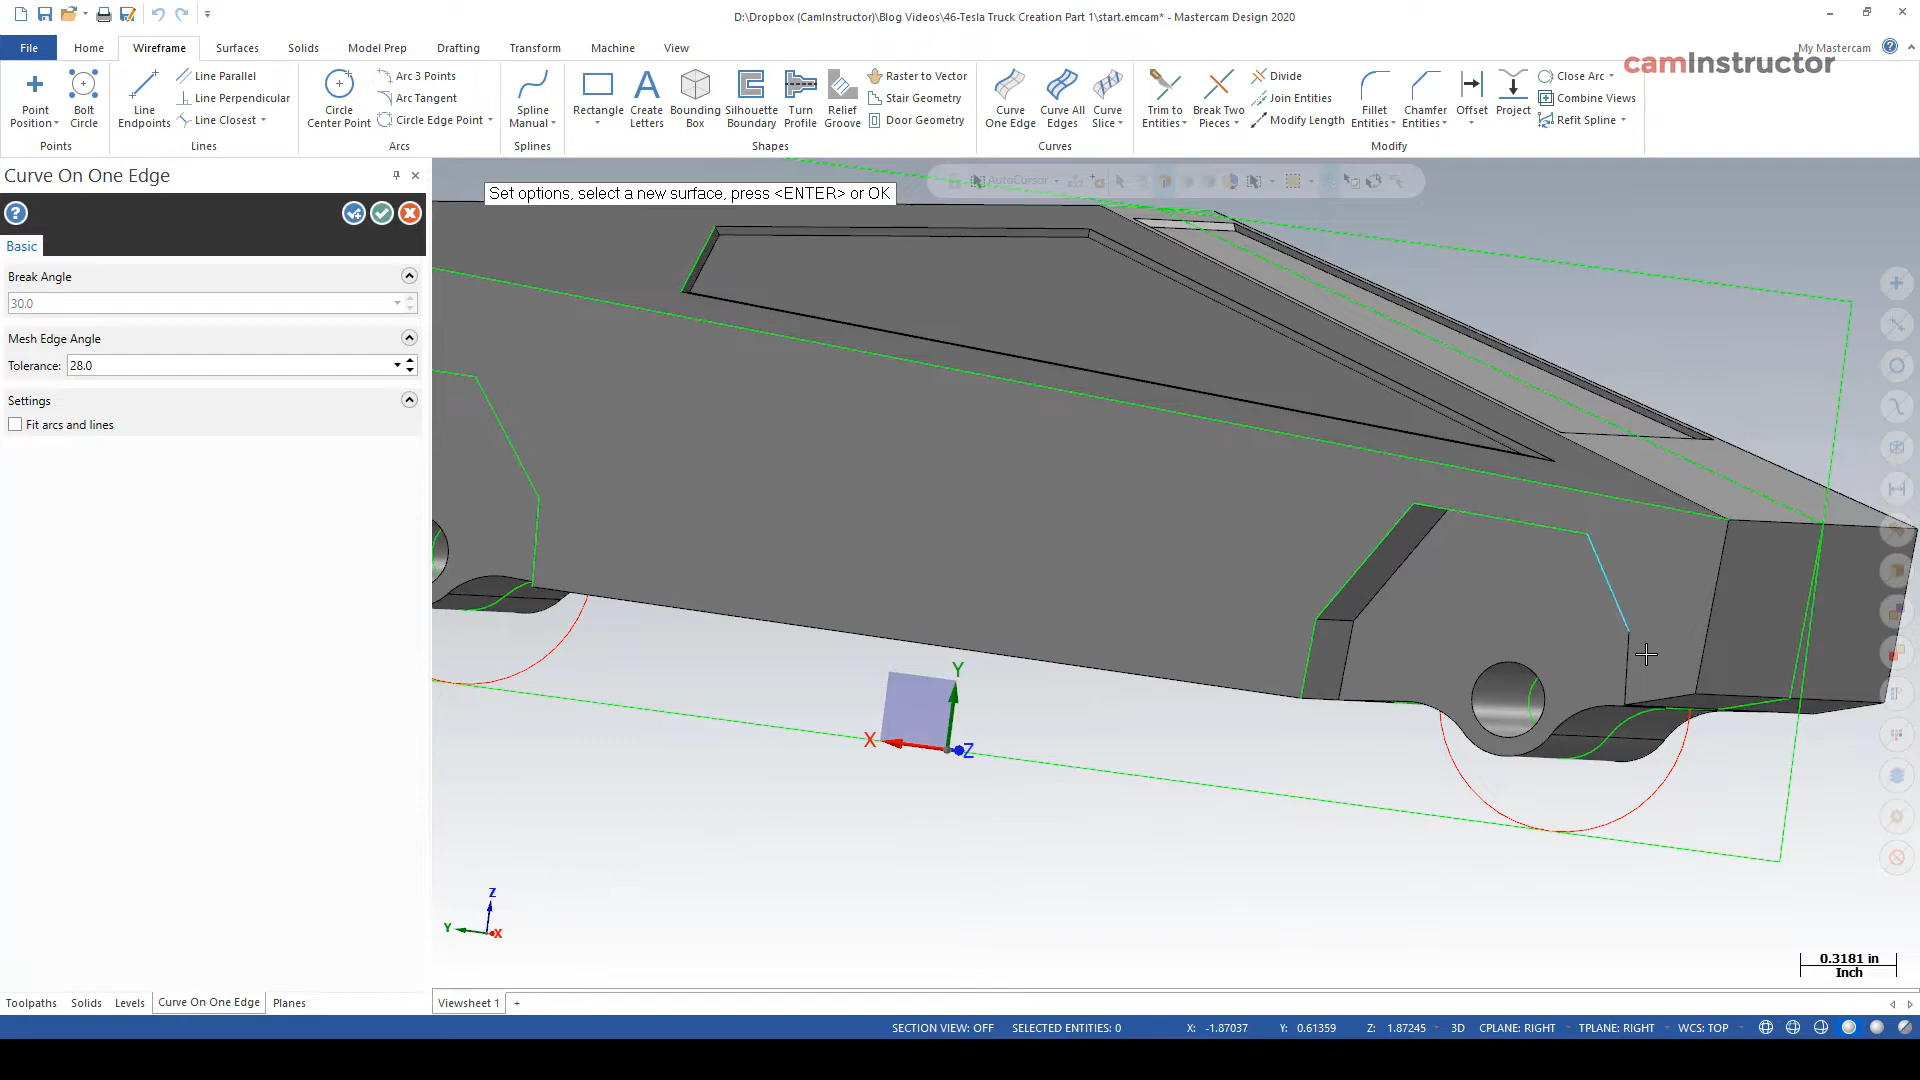 D:\Dropbox (CamInstructor)\Blog Videos\46-Tesla Truck Creation Part 1\start.emcam* - Mastercam Design 2020
File Home Wireframe Surfaces Solids Model Prep Drafting Transform Machine View My Mastercam
camInstructor
Point Position
Bolt Circle
Points
Line Endpoints
Line Parallel
Line Perpendicular
Line Closest
Lines
Circle Center Point
Arc 3 Points
Arc Tangent
Circle Edge Point
Arcs
Spline Manual
Splines
Rectangle
Create Letters
Bounding Box
Silhouette Boundary
Turn Profile
Relief Groove
Raster to Vector
Stair Geometry
Door Geometry
Shapes
Curve One Edge
Curve All Edges
Curve Slice
Curves
Trim to Entities
Break Two Pieces
Divide
Join Entities
Modify Length
Fillet Entities
Chamfer Entities
Offset
Project
Close Arc
Combine Views
Refit Spline
Modify
Curve On One Edge
Basic
Break Angle
30.0
Mesh Edge Angle
Tolerance: 28.0
Settings
Fit arcs and lines
Set options, select a new surface, press <ENTER> or OK
AutoCursor
Y
X
Z
Z
Y
X
0.3181 in
Inch
Toolpaths Solids Levels Curve On One Edge Planes
Viewsheet 1 +
SECTION VIEW: OFF SELECTED ENTITIES: 0 X: -1.87037 Y: 0.61359 Z: 1.87245 3D CPLANE: RIGHT TPLANE: RIGHT WCS: TOP